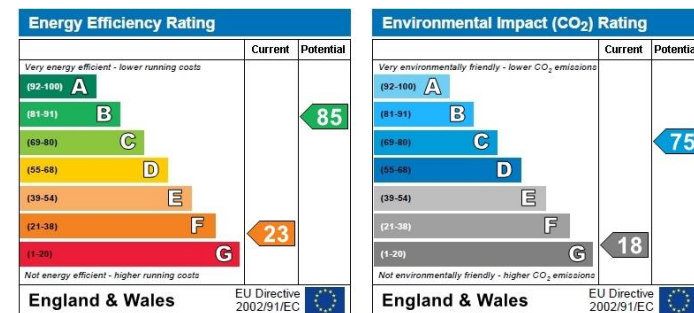 Energy Efficiency Rating
Current Potential
Very energy efficient - lower running costs
(92-100) A
(81-91) B
85
(69-80) C
(55-68) D
(39-54) E
(21-38) F
23
(1-20) G
Not energy efficient - higher running costs
England & Wales
EU Directive
2002/91/EC
Environmental Impact (CO₂) Rating
Current Potential
Very environmentally friendly - lower CO₂ emissions
(92-100) A
(81-91) B
(69-80) C
75
(55-68) D
(39-54) E
(21-38) F
(1-20) G
18
Not environmentally friendly - higher CO₂ emissions
England & Wales
EU Directive
2002/91/EC